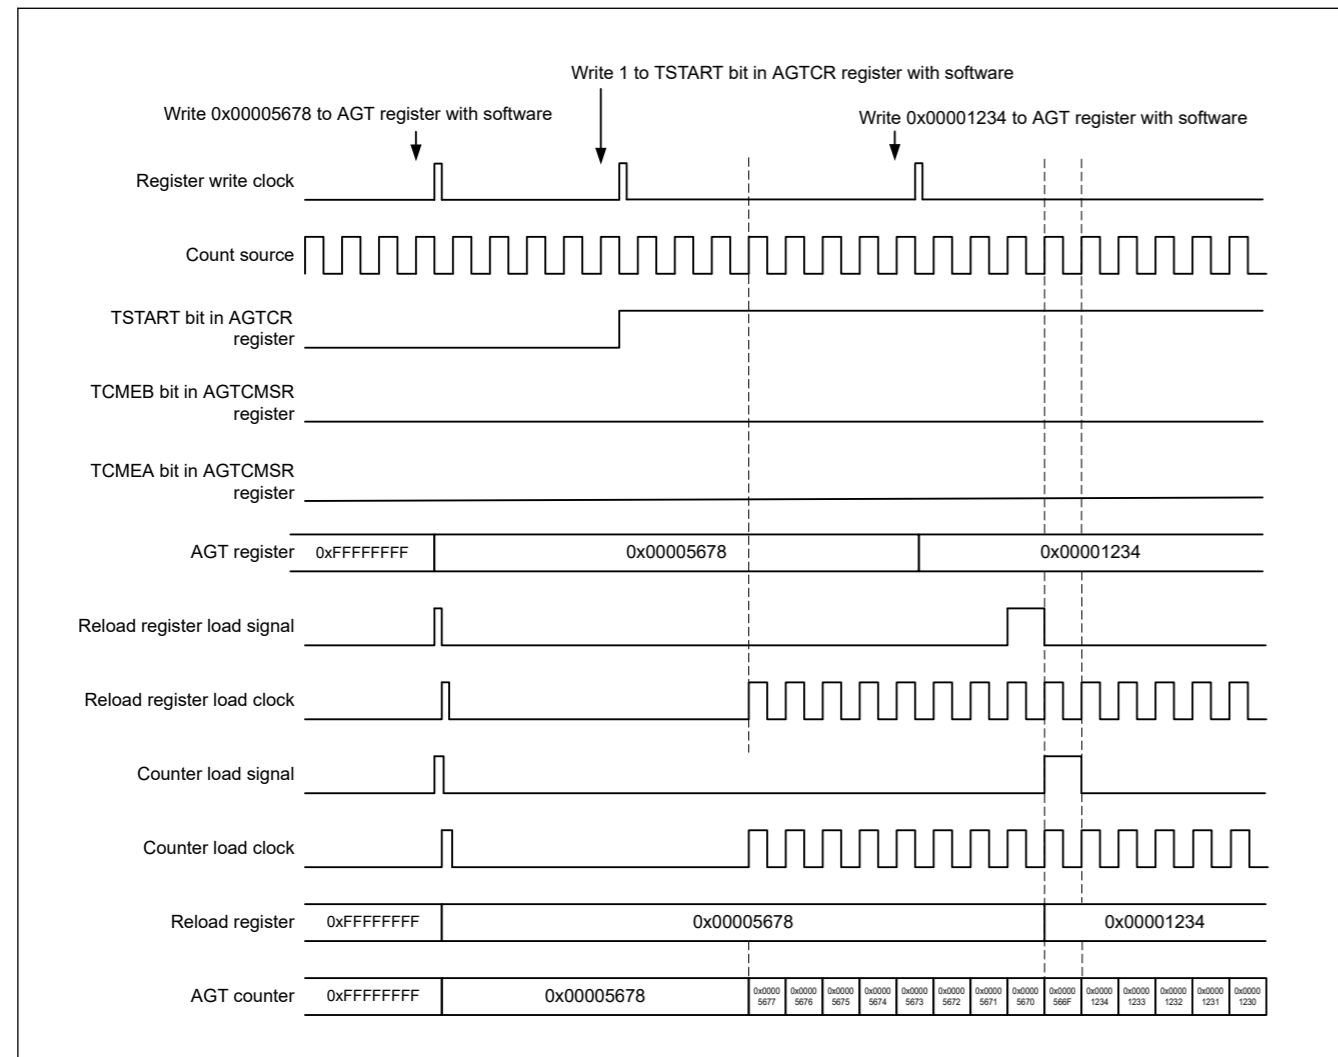 Write 1 to TSTART bit in AGTCR register with software
Write 0x00005678 to AGT register with software
Write 0x00001234 to AGT register with software
Register write clock
Count source
TSTART bit in AGTCR
register
TCMEB bit in AGTCMSR
register
TCMEA bit in AGTCMSR
register
AGT register 0xFFFFFFFF 0x00005678 0x00001234
Reload register load signal
Reload register load clock
Counter load signal
Counter load clock
Reload register 0xFFFFFFFF 0x00005678 0x00001234
AGT counter 0xFFFFFFFF 0x00005678
0x0000 0x0000 0x0000 0x0000 0x0000 0x0000 0x0000 0x0000 0x0000 0x0000 0x0000 0x0000 0x0000 0x0000
5677 5676 5675 5674 5673 5672 5671 5670 566F 1234 1233 1232 1231 1230